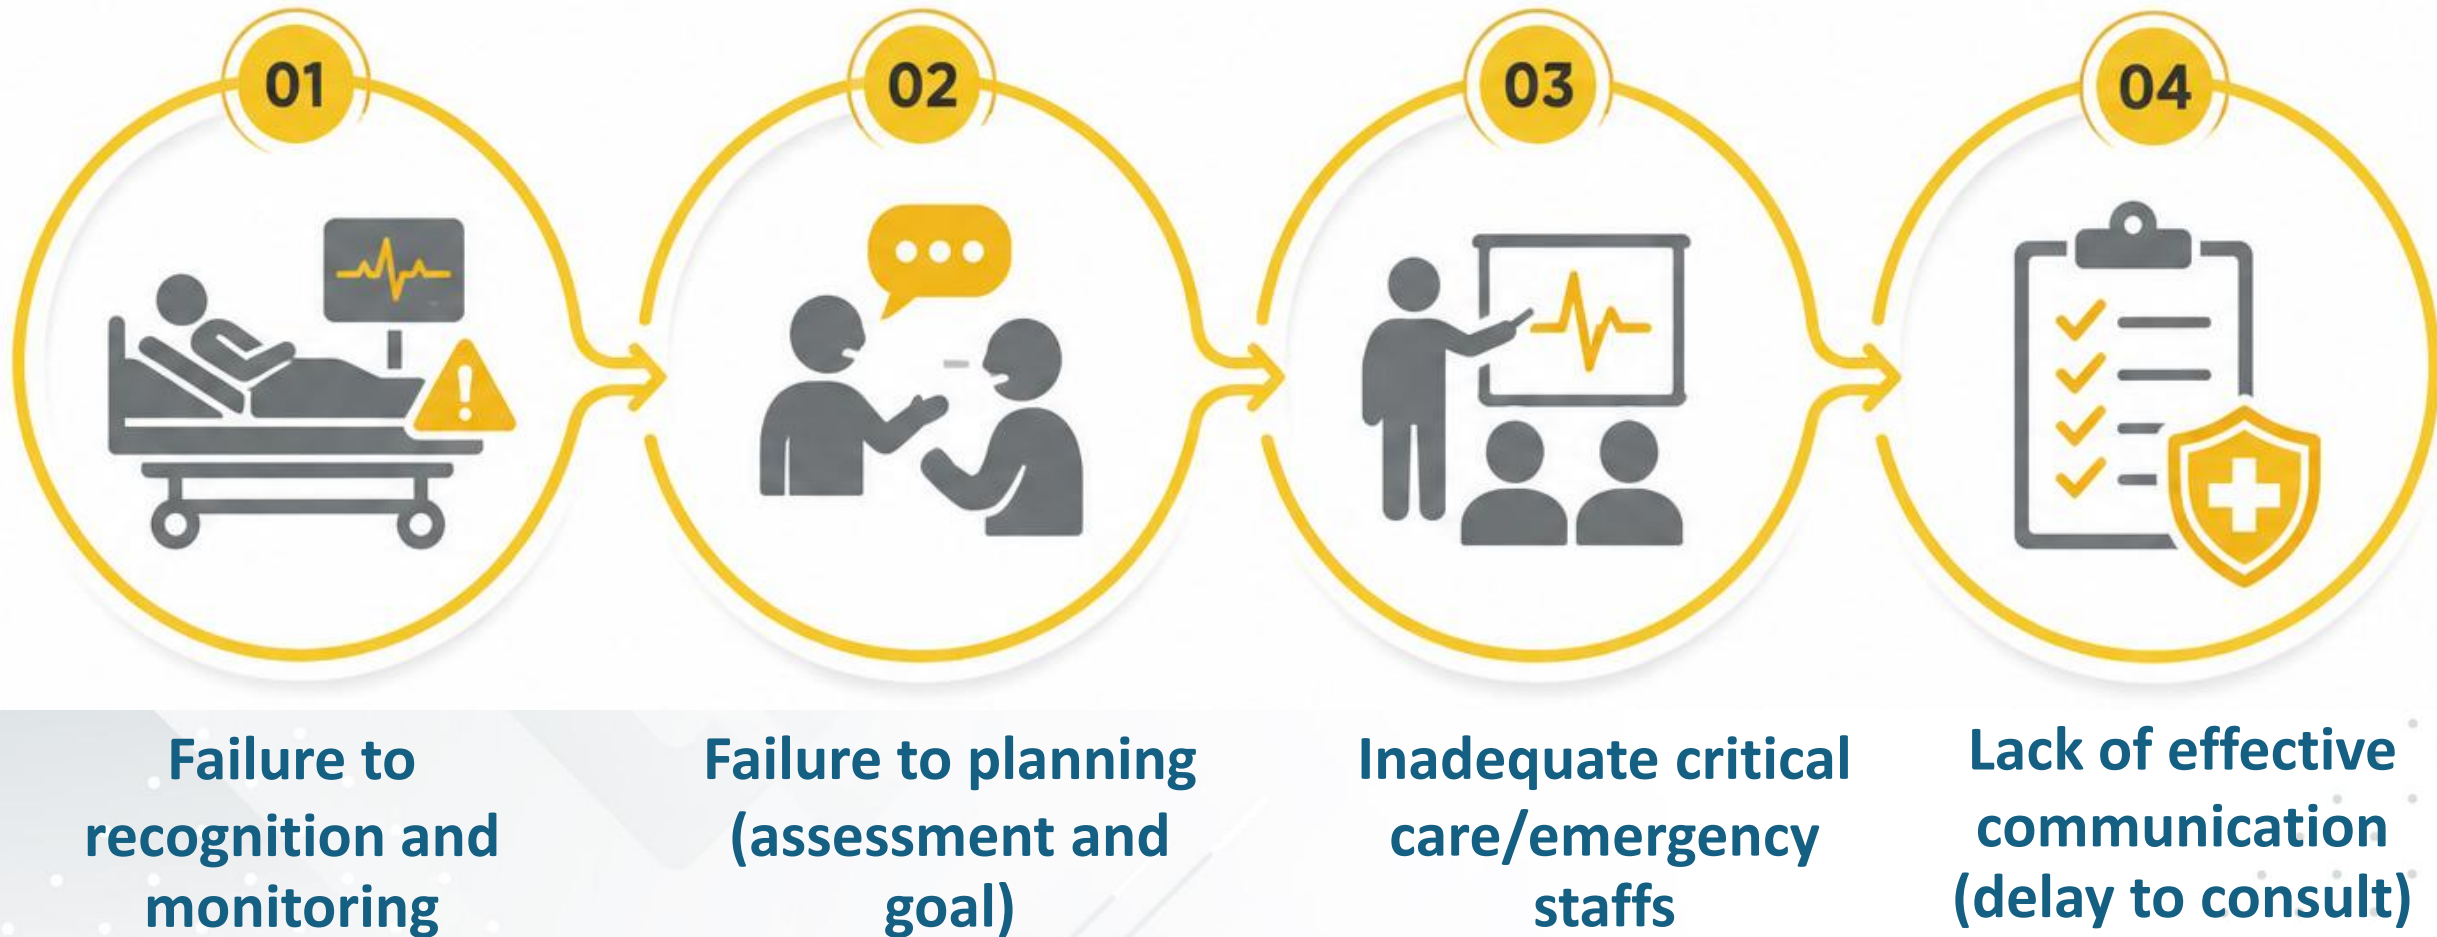 01
02
03
04
Failure to
recognition and
monitoring
Failure to planning
(assessment and
goal)
Inadequate critical
care/emergency
staffs
Lack of effective
communication
(delay to consult)